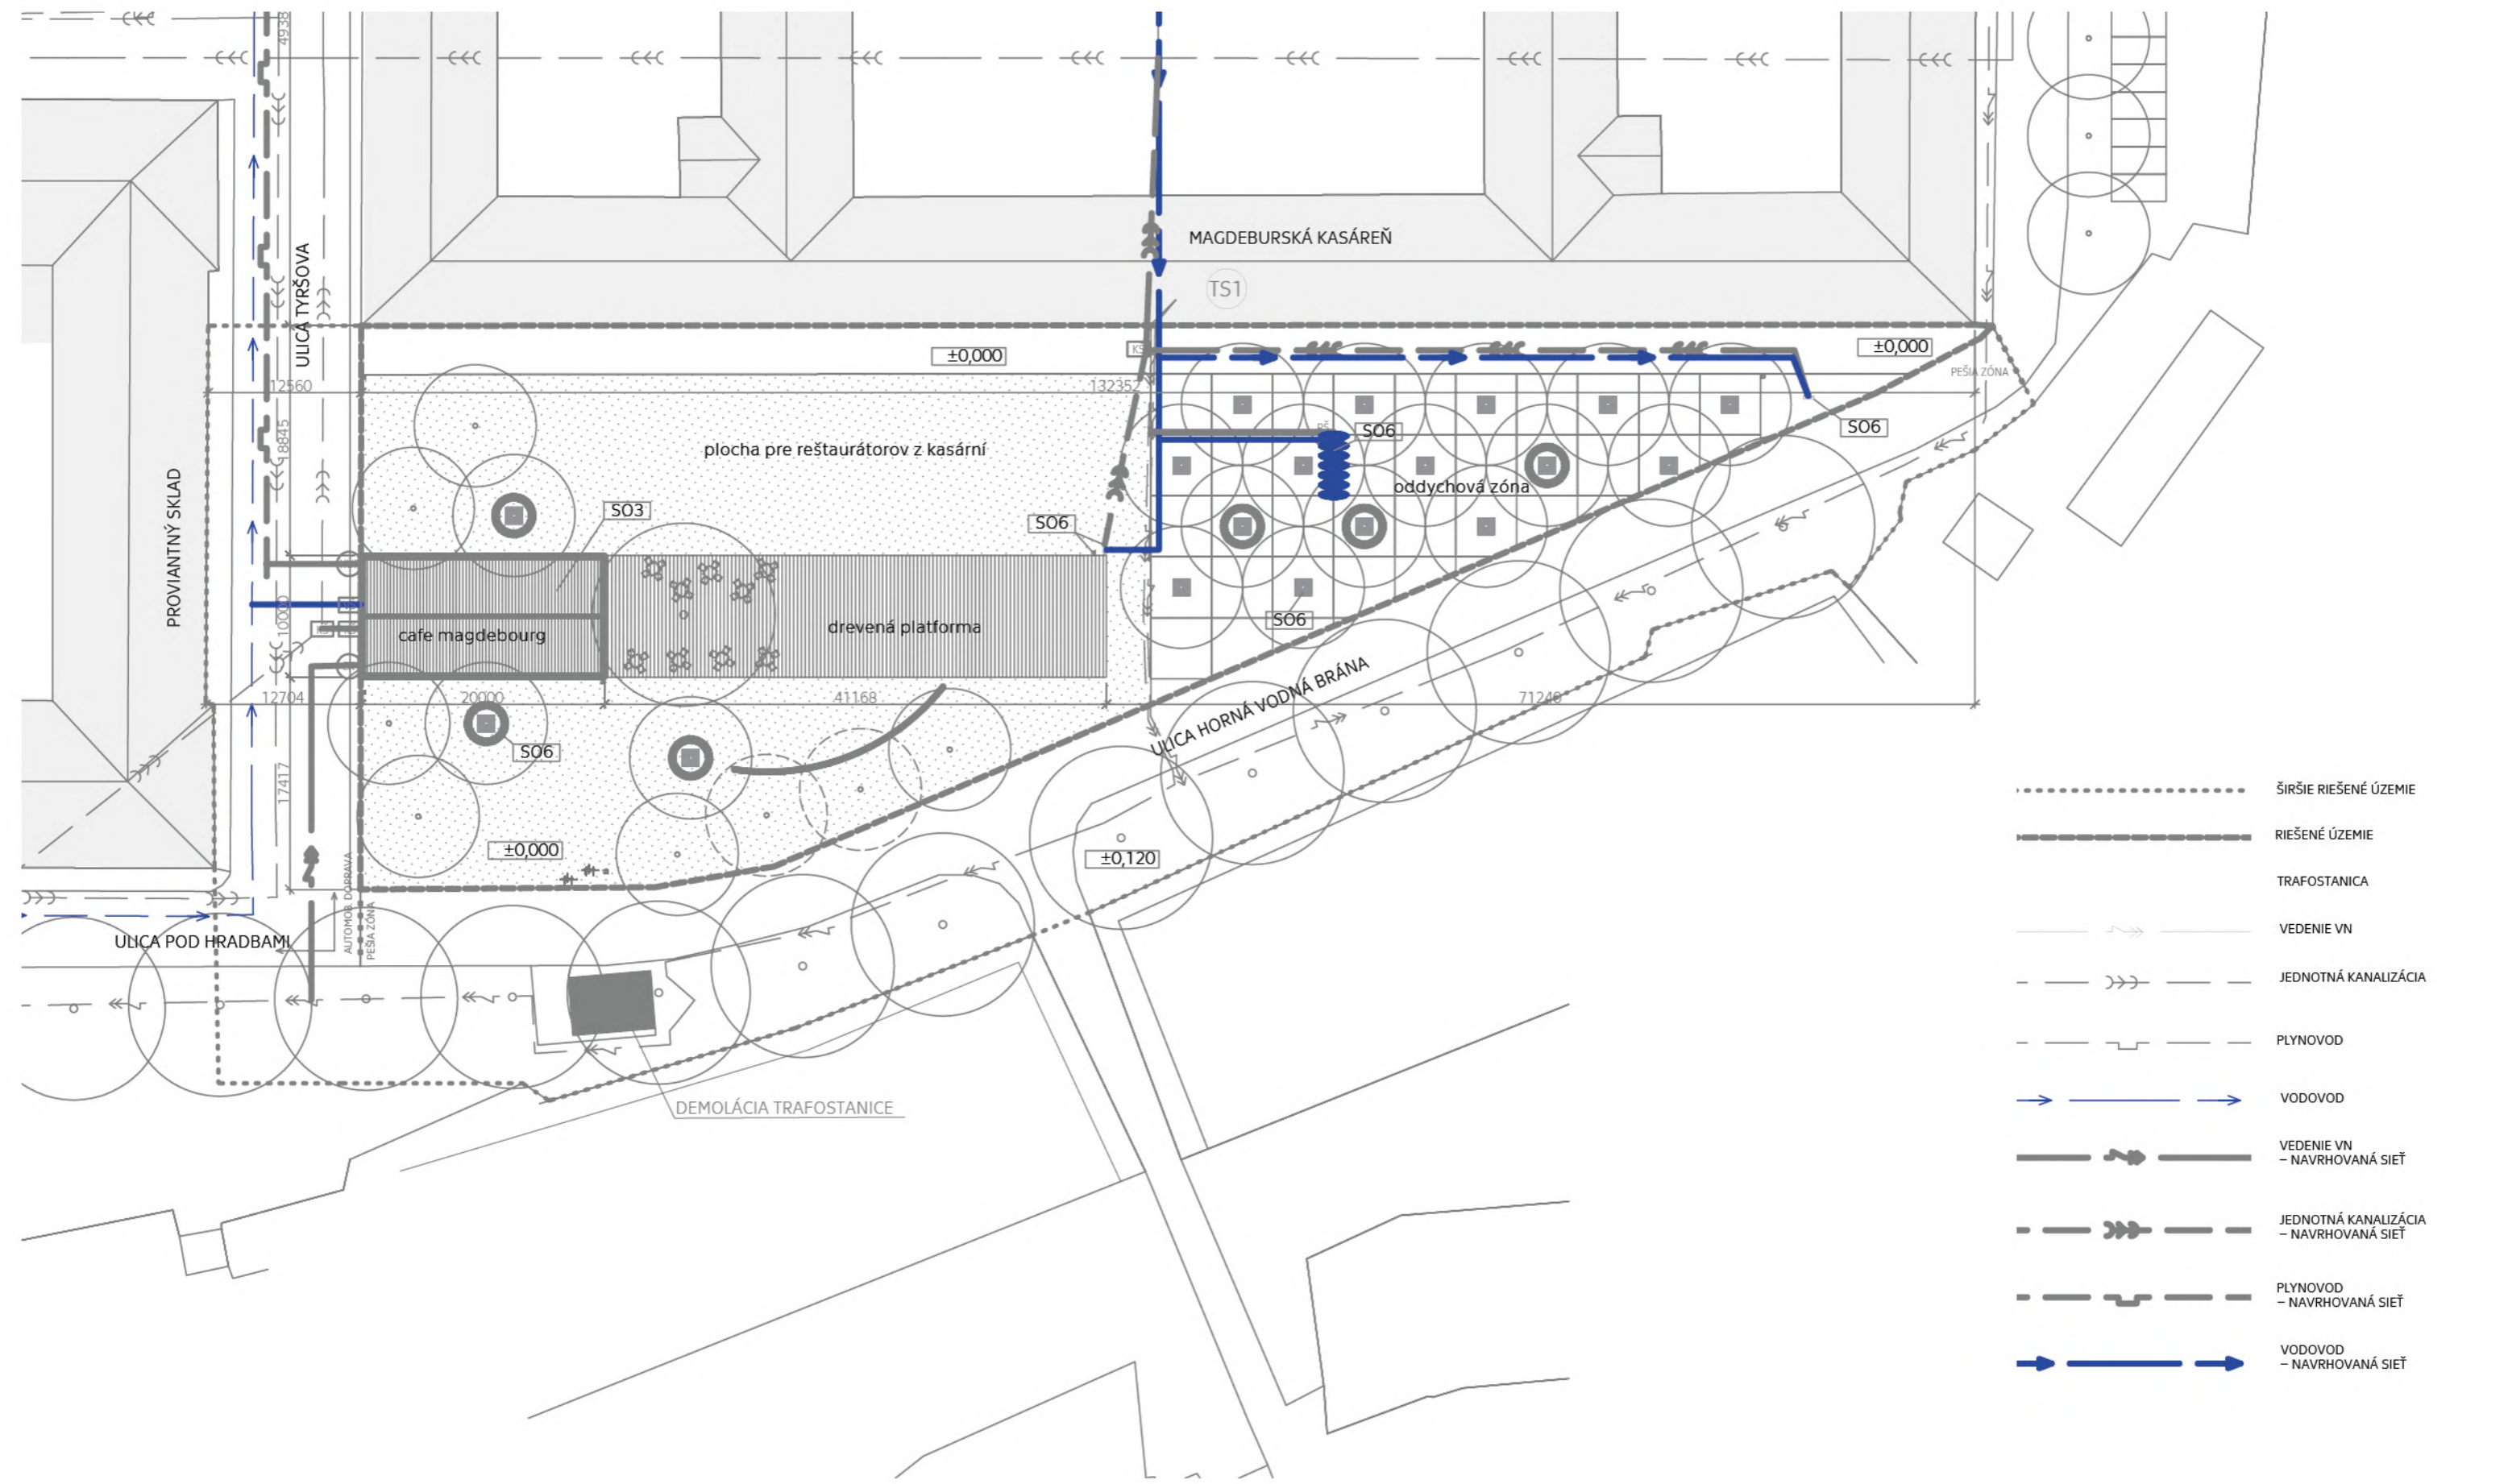 4938
ULICA TYRŠOVA
MAGDEBURSKÁ KASÁREŇ
TS1
KŠ
±0,000
±0,000
PEŠIA ZÓNA
12560
132352
18845
PROVIANTNÝ SKLAD
plocha pre reštaurátorov z kasární
SO6
SO6
oddychová zóna
SO3
SO6
10000
cafe magdebourg
drevená platforma
SO6
12704
20000
41168
71240
ULICA HORNÁ VODNÁ BRÁNA
SO6
17417
±0,000
±0,120
AUTOMOB. DOPRAVA
PEŠIA ZÓNA
ULICA POD HRADBAMI
DEMOLÁCIA TRAFOSTANICE
ŠIRŠIE RIEŠENÉ ÚZEMIE
RIEŠENÉ ÚZEMIE
TRAFOSTANICA
VEDENIE VN
JEDNOTNÁ KANALIZÁCIA
PLYNOVOD
VODOVOD
VEDENIE VN
– NAVRHOVANÁ SIEŤ
JEDNOTNÁ KANALIZÁCIA
– NAVRHOVANÁ SIEŤ
PLYNOVOD
– NAVRHOVANÁ SIEŤ
VODOVOD
– NAVRHOVANÁ SIEŤ